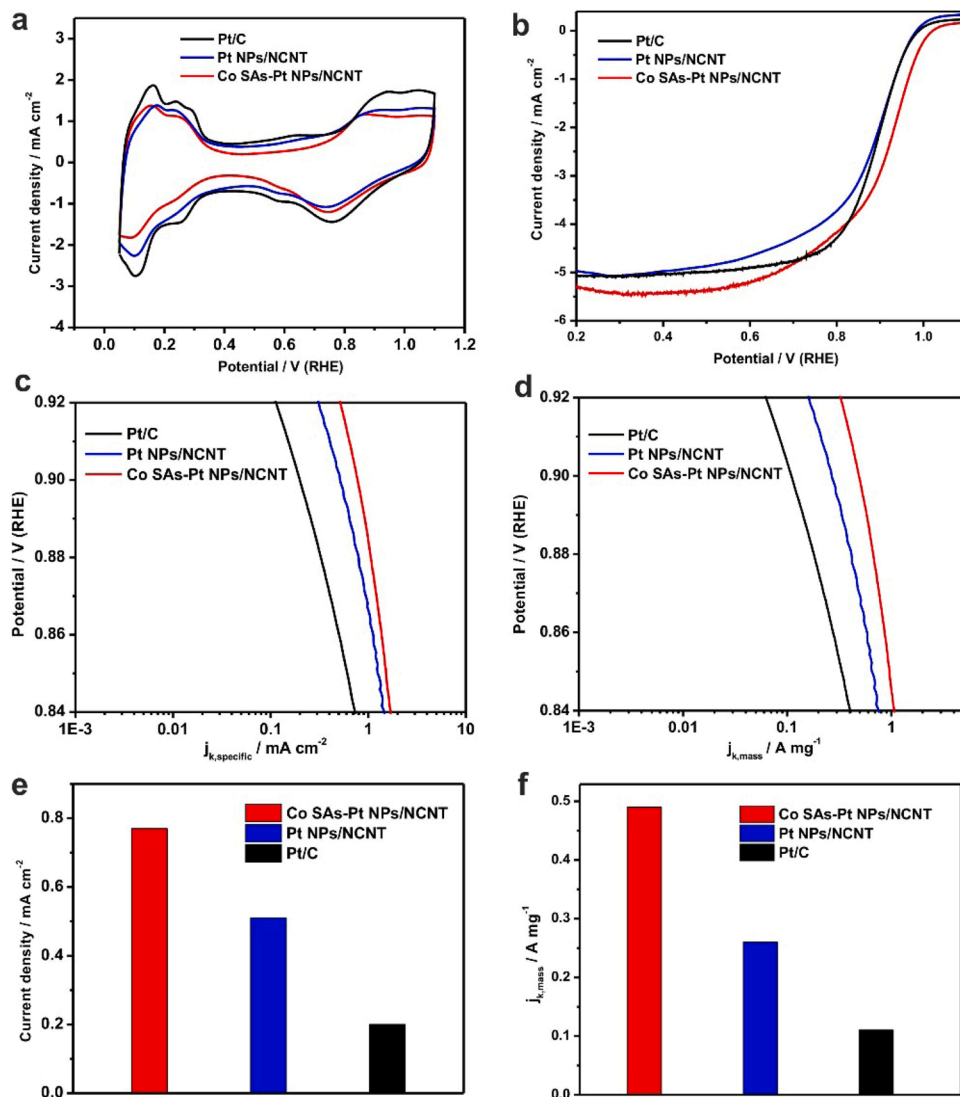 a
Pt/C
Pt NPs/NCNT
Co SAs-Pt NPs/NCNT
Current density / mA cm-2
3
2
1
0
-1
-2
-3
-4
0.0 0.2 0.4 0.6 0.8 1.0 1.2
Potential / V (RHE)
b
Pt/C
Pt NPs/NCNT
Co SAs-Pt NPs/NCNT
Current density / mA cm-2
0
-1
-2
-3
-4
-5
-6
0.2 0.4 0.6 0.8 1.0
Potential / V (RHE)
c
Pt/C
Pt NPs/NCNT
Co SAs-Pt NPs/NCNT
Potential / V (RHE)
0.92
0.90
0.88
0.86
0.84
1E-3 0.01 0.1 1 10
jk,specific / mA cm-2
d
Pt/C
Pt NPs/NCNT
Co SAs-Pt NPs/NCNT
Potential / V (RHE)
0.92
0.90
0.88
0.86
0.84
1E-3 0.01 0.1 1
jk,mass / A mg-1
e
Co SAs-Pt NPs/NCNT
Pt NPs/NCNT
Pt/C
Current density / mA cm-2
0.8
0.6
0.4
0.2
0.0
f
Co SAs-Pt NPs/NCNT
Pt NPs/NCNT
Pt/C
jk,mass / A mg-1
0.5
0.4
0.3
0.2
0.1
0.0